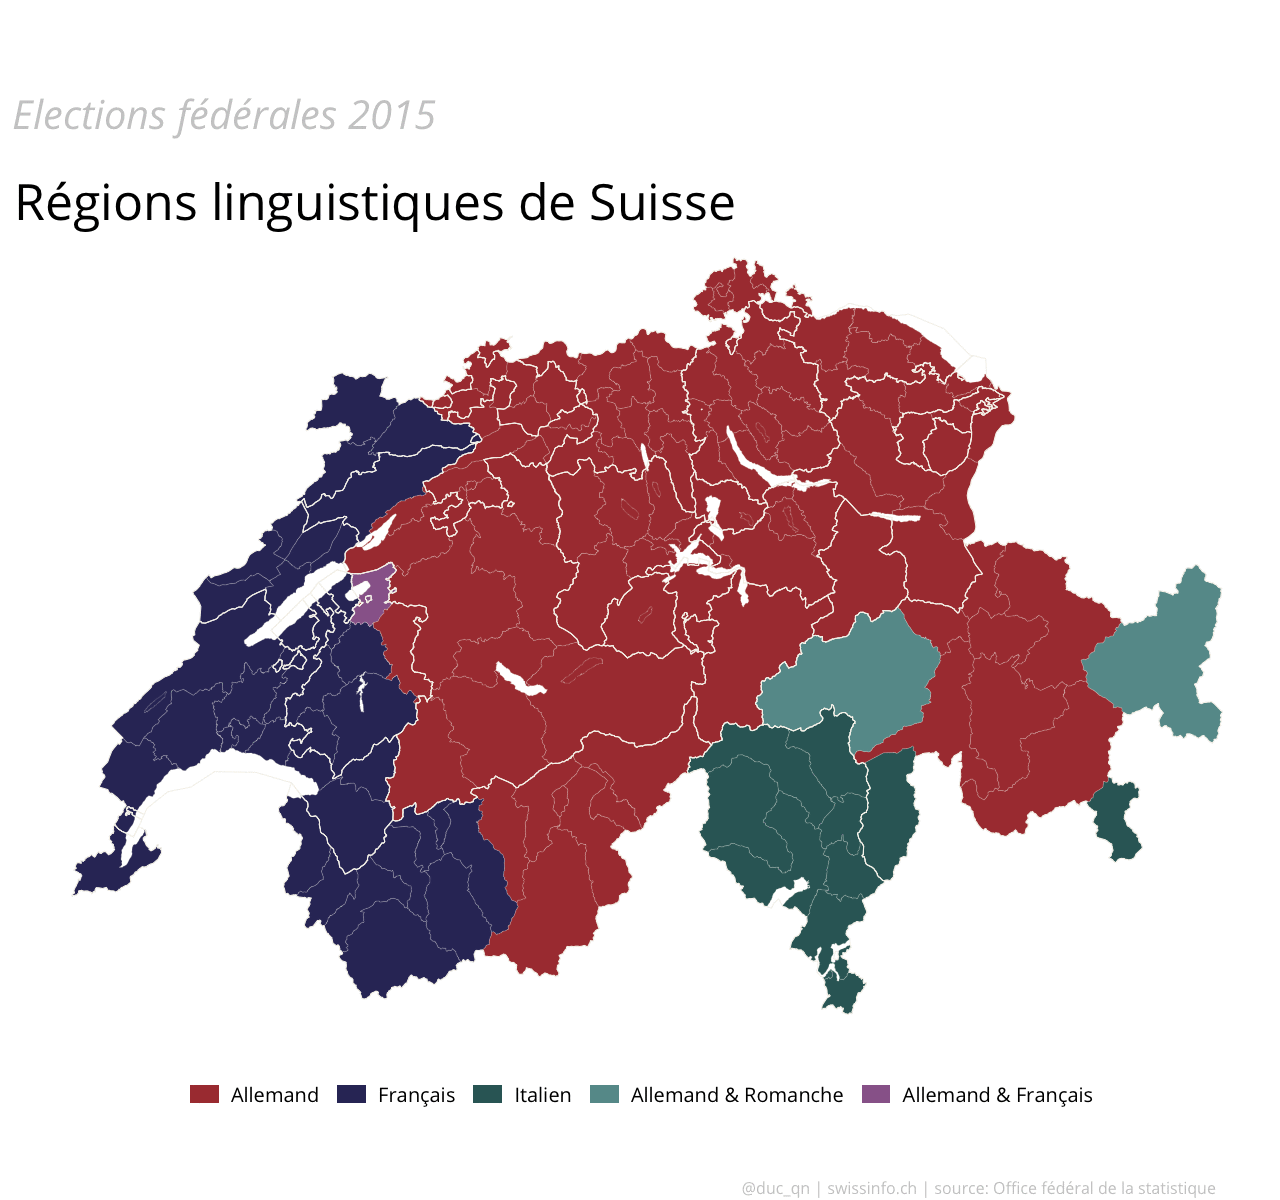 Elections fédérales 2015
Régions linguistiques de Suisse
Allemand Français Italien Allemand & Romanche Allemand & Français
@duc_qn | swissinfo.ch | source: Office fédéral de la statistique